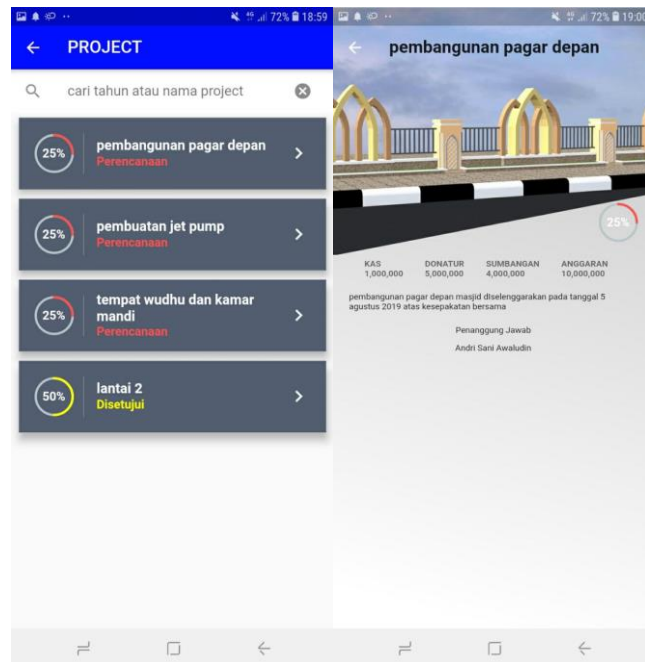 72% 18:59
PROJECT
cari tahun atau nama project
25%
pembangunan pagar depan
Perencanaan
25%
pembuatan jet pump
Perencanaan
25%
tempat wudhu dan kamar
mandi
Perencanaan
50%
lantai 2
Disetujui
72% 19:00
pembangunan pagar depan
25%
KAS DONATUR SUMBANGAN ANGGARAN
1,000,000 5,000,000 4,000,000 10,000,000
pembangunan pagar depan masjid diselenggarakan pada tanggal 5
agustus 2019 atas kesepakatan bersama
Penanggung Jawab
Andri Sani Awaludin